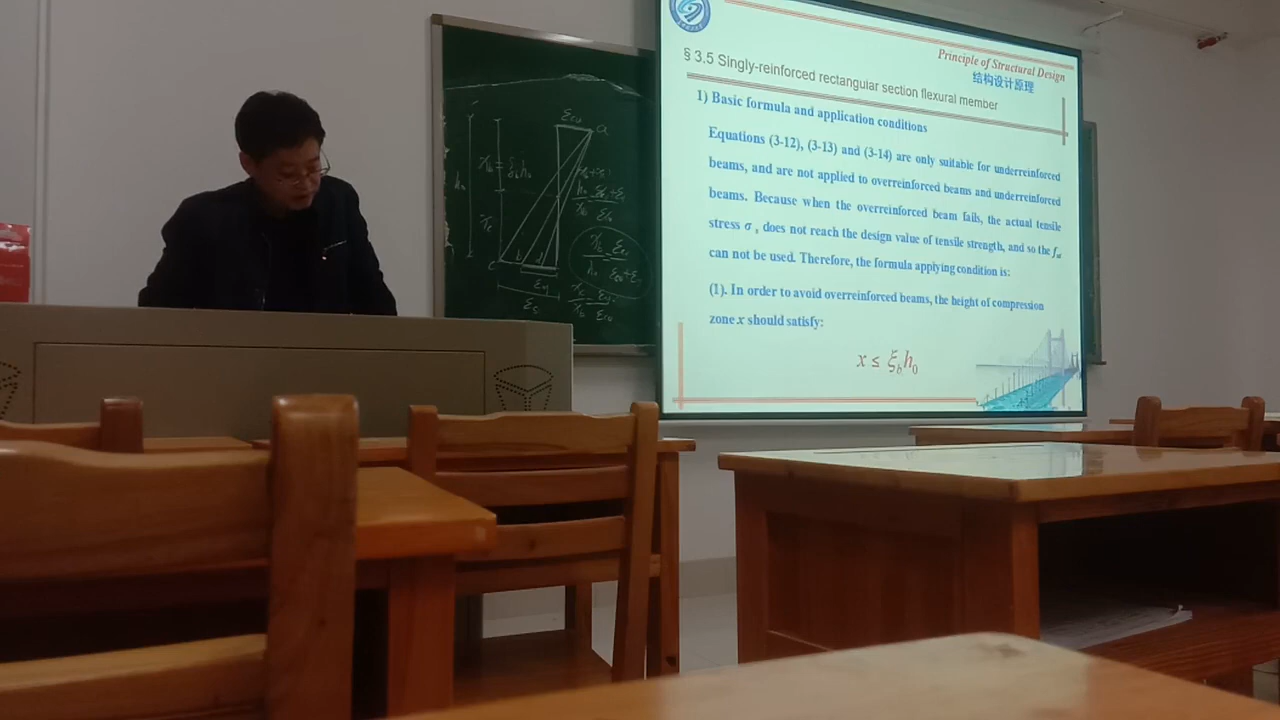 Principle of Structural Design
结构设计原理
§ 3.5 Singly-reinforced rectangular section flexural member
1) Basic formula and application conditions
Equations (3-12), (3-13) and (3-14) are only suitable for underreinforced
beams, and are not applied to overreinforced beams and underreinforced
beams. Because when the overreinforced beam fails, the actual tensile
stress σ , does not reach the design value of tensile strength, and so the f_sd
can not be used. Therefore, the formula applying condition is:
(1). In order to avoid overreinforced beams, the height of compression
zone x should satisfy:
x ≤ ξ_b h_0